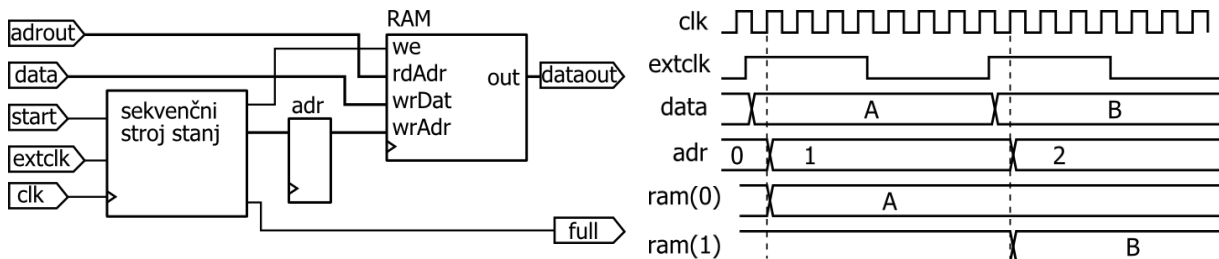 adrout
data
start
extclk
clk
sekvenčni
stroj stanj
adr
RAM
we
rdAdr
wrDat
wrAdr
out
dataout
full
clk
extclk
data
A
B
adr
0
1
2
ram(0)
A
ram(1)
B